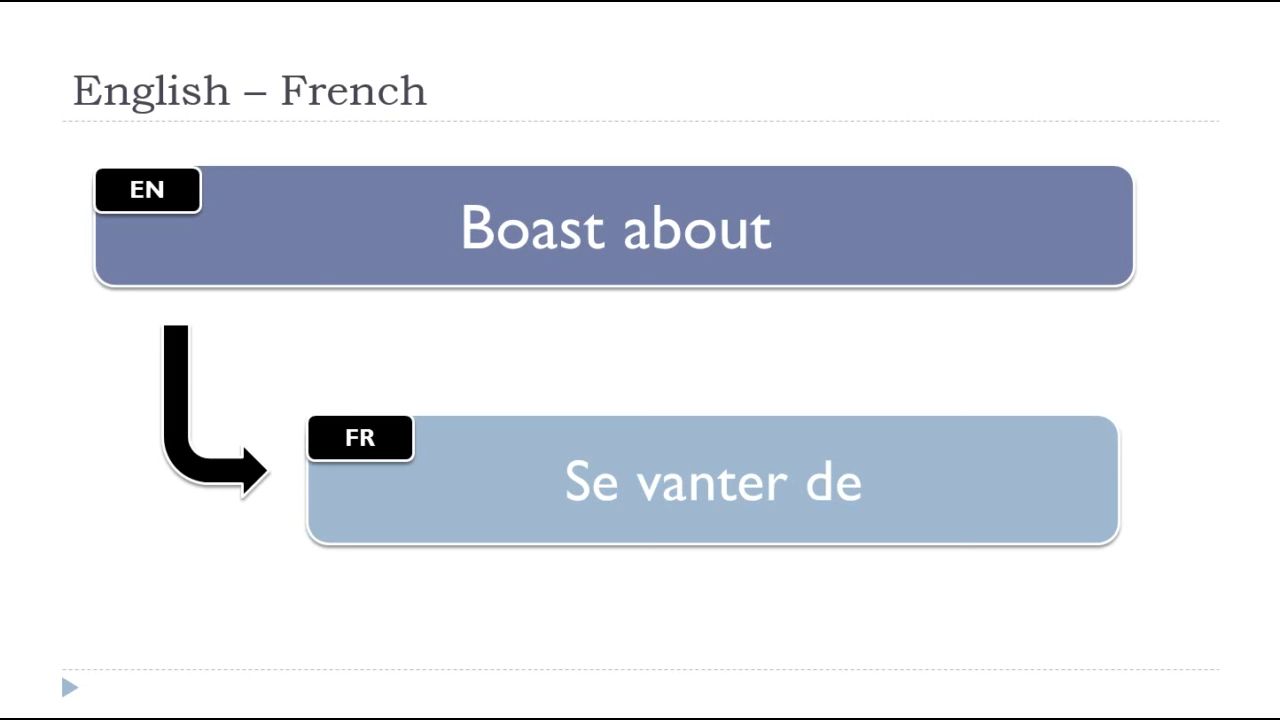 English – French
EN
Boast about
FR
Se vanter de